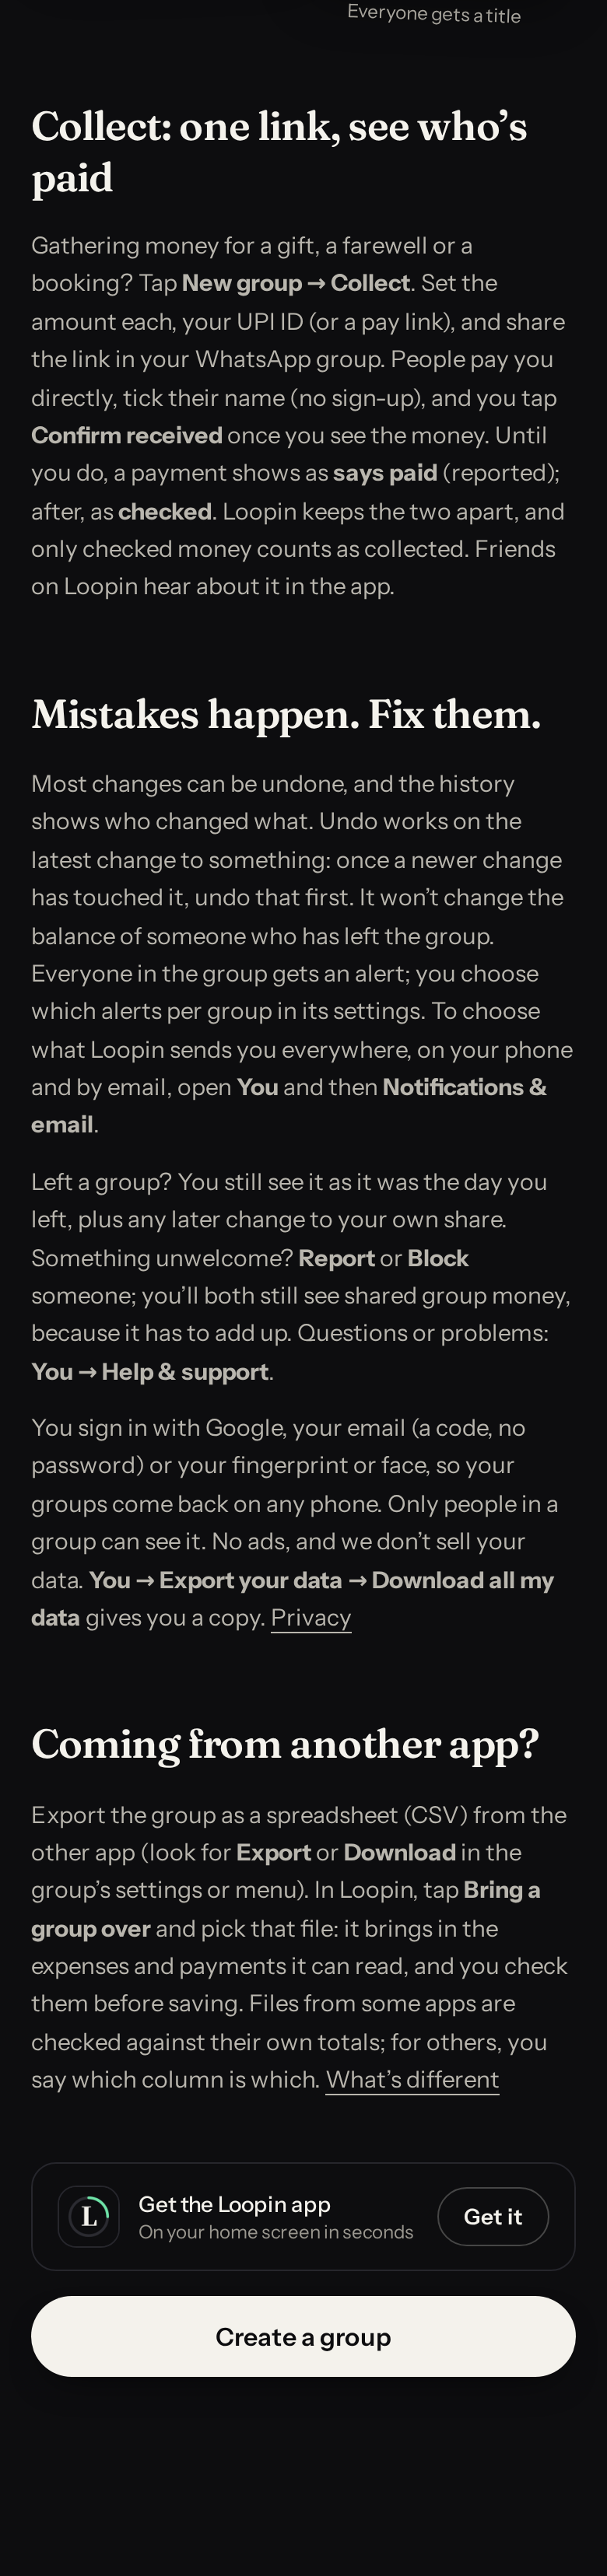 Everyone gets a title
Collect: one link, see who’s
paid
Gathering money for a gift, a farewell or a
booking? Tap New group → Collect. Set the
amount each, your UPI ID (or a pay link), and share
the link in your WhatsApp group. People pay you
directly, tick their name (no sign-up), and you tap
Confirm received once you see the money. Until
you do, a payment shows as says paid (reported);
after, as checked. Loopin keeps the two apart, and
only checked money counts as collected. Friends
on Loopin hear about it in the app.
Mistakes happen. Fix them.
Most changes can be undone, and the history
shows who changed what. Undo works on the
latest change to something: once a newer change
has touched it, undo that first. It won’t change the
balance of someone who has left the group.
Everyone in the group gets an alert; you choose
which alerts per group in its settings. To choose
what Loopin sends you everywhere, on your phone
and by email, open You and then Notifications &
email.
Left a group? You still see it as it was the day you
left, plus any later change to your own share.
Something unwelcome? Report or Block
someone; you’ll both still see shared group money,
because it has to add up. Questions or problems:
You → Help & support.
You sign in with Google, your email (a code, no
password) or your fingerprint or face, so your
groups come back on any phone. Only people in a
group can see it. No ads, and we don’t sell your
data. You → Export your data → Download all my
data gives you a copy. Privacy
Coming from another app?
Export the group as a spreadsheet (CSV) from the
other app (look for Export or Download in the
group’s settings or menu). In Loopin, tap Bring a
group over and pick that file: it brings in the
expenses and payments it can read, and you check
them before saving. Files from some apps are
checked against their own totals; for others, you
say which column is which. What’s different
L
Get the Loopin app
On your home screen in seconds
Get it
Create a group